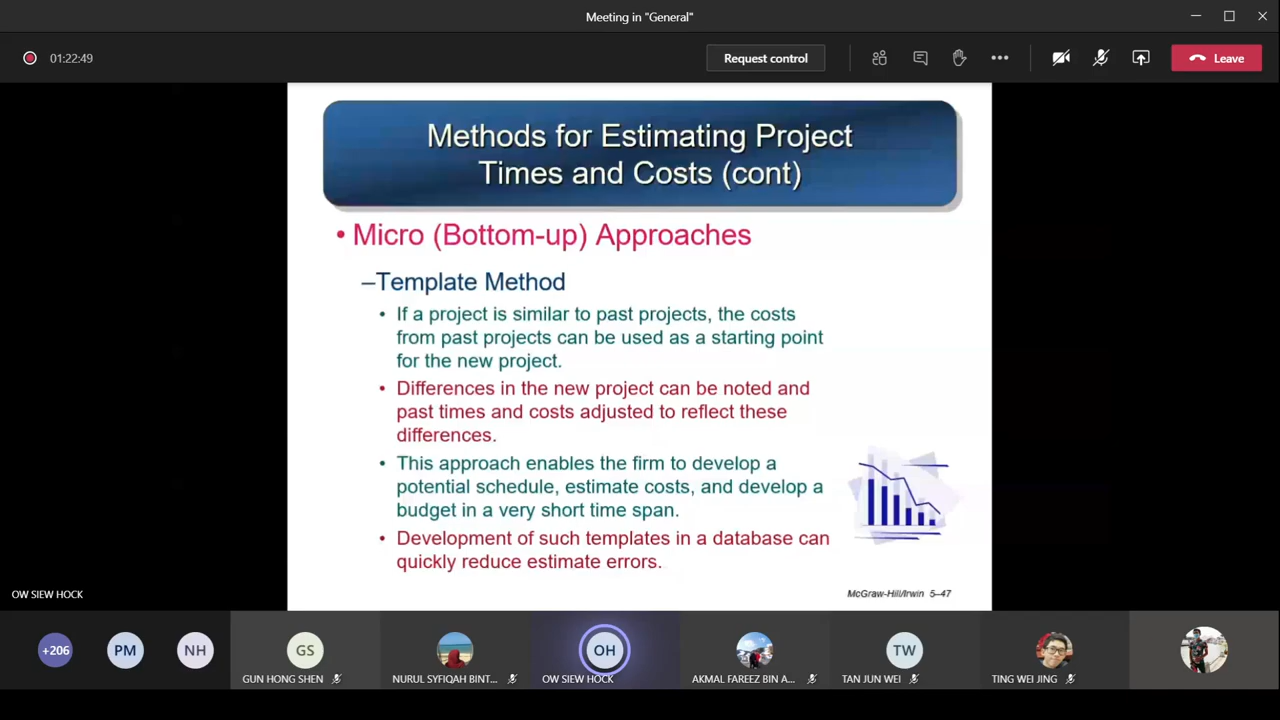 Meeting in "General"
01:22:49
Request control
Leave
Methods for Estimating Project
Times and Costs (cont)
• Micro (Bottom-up) Approaches
–Template Method
• If a project is similar to past projects, the costs
from past projects can be used as a starting point
for the new project.
• Differences in the new project can be noted and
past times and costs adjusted to reflect these
differences.
• This approach enables the firm to develop a
potential schedule, estimate costs, and develop a
budget in a very short time span.
• Development of such templates in a database can
quickly reduce estimate errors.
McGraw-Hill/Irwin 5–47
OW SIEW HOCK
+206
PM
NH
GS
OH
TW
GUN HONG SHEN
NURUL SYFIQAH BINT...
OW SIEW HOCK
AKMAL FAREEZ BIN A...
TAN JUN WEI
TING WEI JING